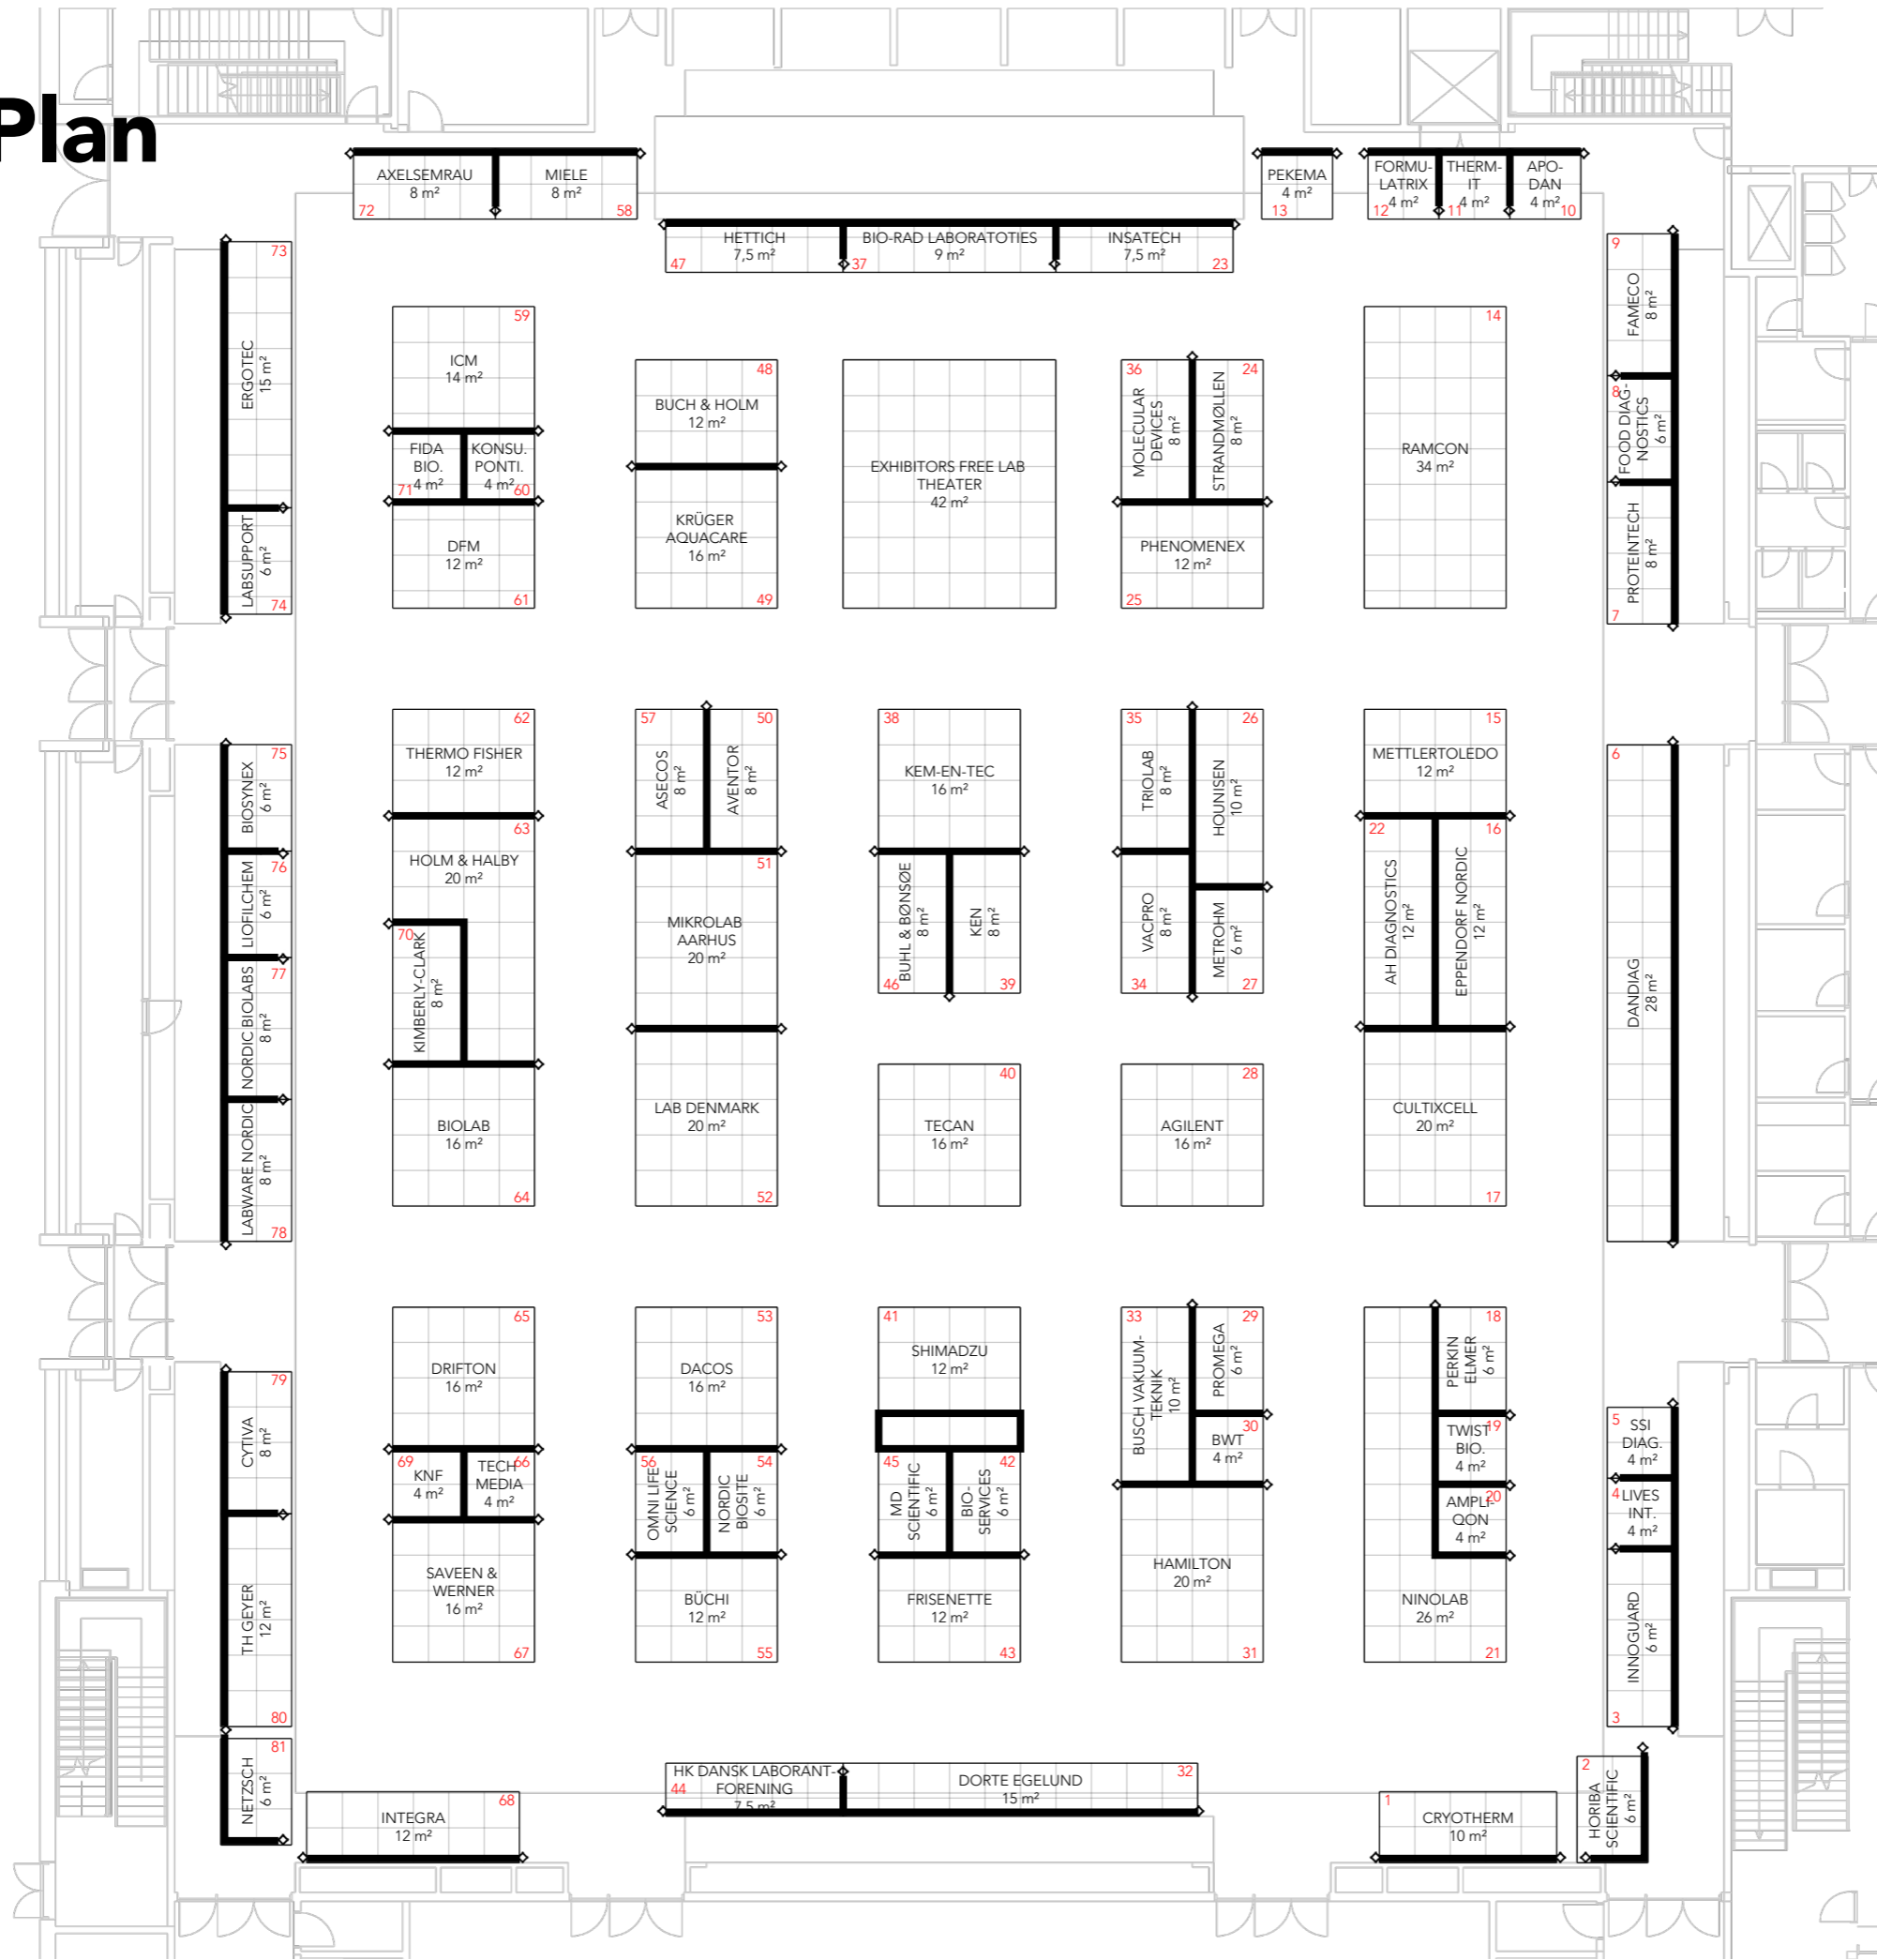 Plan
AXELSEMRAU
8 m²
72
MIELE
8 m²
58
PEKEMA
4 m²
13
FORMU-
LATRIX
4 m²
12
THERM-
IT
4 m²
11
APO-
DAN
4 m²
10
HETTICH
7,5 m²
47
BIO-RAD LABORATOTIES
9 m²
37
INSATECH
7,5 m²
23
73
ERGOTEC
15 m²
LABSUPPORT
6 m²
74
59
ICM
14 m²
FIDA
BIO.
4 m²
71
KONSU.
PONTI.
4 m²
60
DFM
12 m²
61
48
BUCH & HOLM
12 m²
KRÜGER
AQUACARE
16 m²
49
EXHIBITORS FREE LAB
THEATER
42 m²
36
MOLECULAR
DEVICES
8 m²
24
STRANDMØLLEN
8 m²
PHENOMENEX
12 m²
25
14
RAMCON
34 m²
9
FAMECO
8 m²
8
FOOD DIAG-
NOSTICS
6 m²
PROTEINTECH
8 m²
7
75
BIOSYNEX
6 m²
76
LIOFILCHEM
6 m²
77
NORDIC BIOLABS
8 m²
LABWARE NORDIC
8 m²
78
62
THERMO FISHER
12 m²
63
HOLM & HALBY
20 m²
70
KIMBERLY-CLARK
8 m²
BIOLAB
16 m²
64
57
ASECOS
8 m²
50
AVENTOR
8 m²
51
MIKROLAB
AARHUS
20 m²
LAB DENMARK
20 m²
52
38
KEM-EN-TEC
16 m²
BUHL & BØNSØE
8 m²
46
KEN
8 m²
39
40
TECAN
16 m²
35
TRIOLAB
8 m²
26
HOUNISEN
10 m²
VACPRO
8 m²
34
METROHM
6 m²
27
28
AGILENT
16 m²
15
METTLERTOLEDO
12 m²
22
AH DIAGNOSTICS
12 m²
16
EPPENDORF NORDIC
12 m²
CULTIXCELL
20 m²
17
6
DANDIAG
28 m²
79
CYTIVA
8 m²
TH GEYER
12 m²
80
81
NETZSCH
6 m²
65
DRIFTON
16 m²
69
KNF
4 m²
66
TECH
MEDIA
4 m²
SAVEEN &
WERNER
16 m²
67
53
DACOS
16 m²
56
OMNI LIFE
SCIENCE
6 m²
54
NORDIC
BIOSITE
6 m²
BÜCHI
12 m²
55
41
SHIMADZU
12 m²
45
MD
SCIENTIFIC
6 m²
42
BIO-
SERVICES
6 m²
FRISENETTE
12 m²
43
33
BUSCH VAKUUM-
TEKNIK
10 m²
29
PROMEGA
6 m²
30
BWT
4 m²
HAMILTON
20 m²
31
18
PERKIN
ELMER
6 m²
19
TWIST
BIO.
4 m²
20
AMPLI-
QON
4 m²
NINOLAB
26 m²
21
5
SSI
DIAG.
4 m²
4
LIVES
INT.
4 m²
INNOGUARD
6 m²
3
2
HORIBA
SCIENTIFIC
6 m²
68
INTEGRA
12 m²
HK DANSK LABORANT-
FORENING
7,5 m²
44
DORTE EGELUND
15 m²
32
1
CRYOTHERM
10 m²